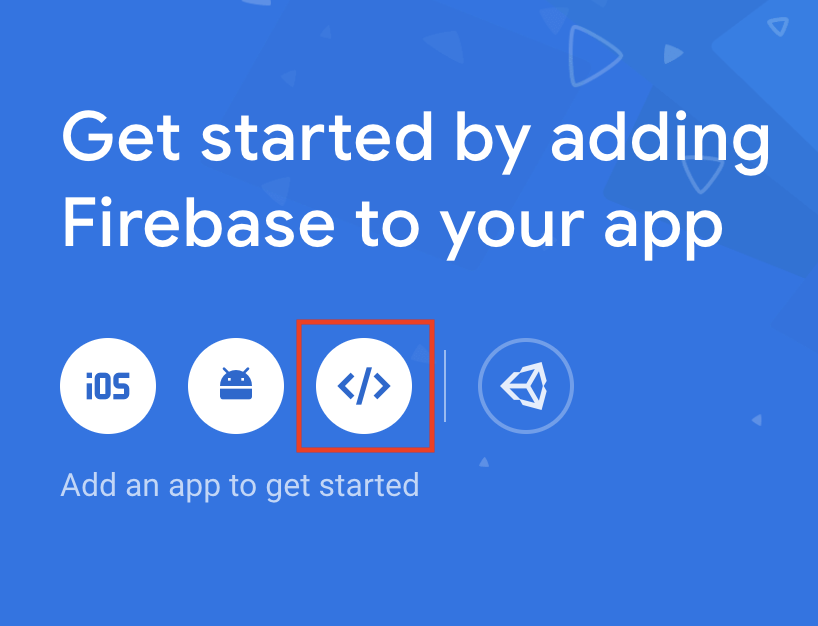 Get started by adding
Firebase to your app
iOS
</>
Add an app to get started